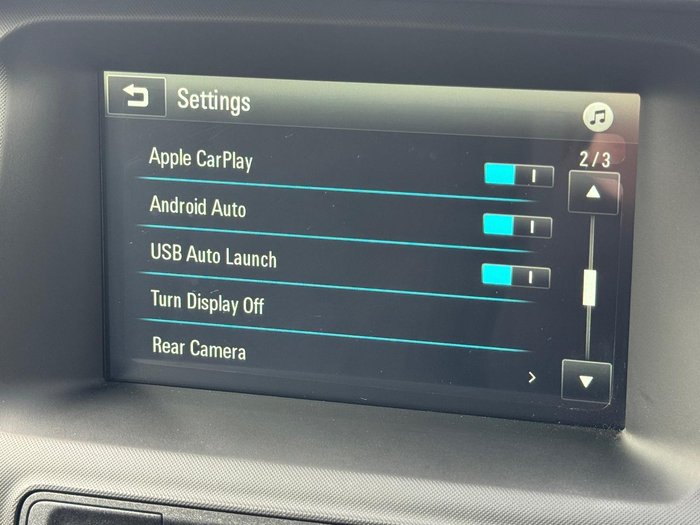 Settings
2/3
Apple CarPlay
Android Auto
USB Auto Launch
Turn Display Off
Rear Camera